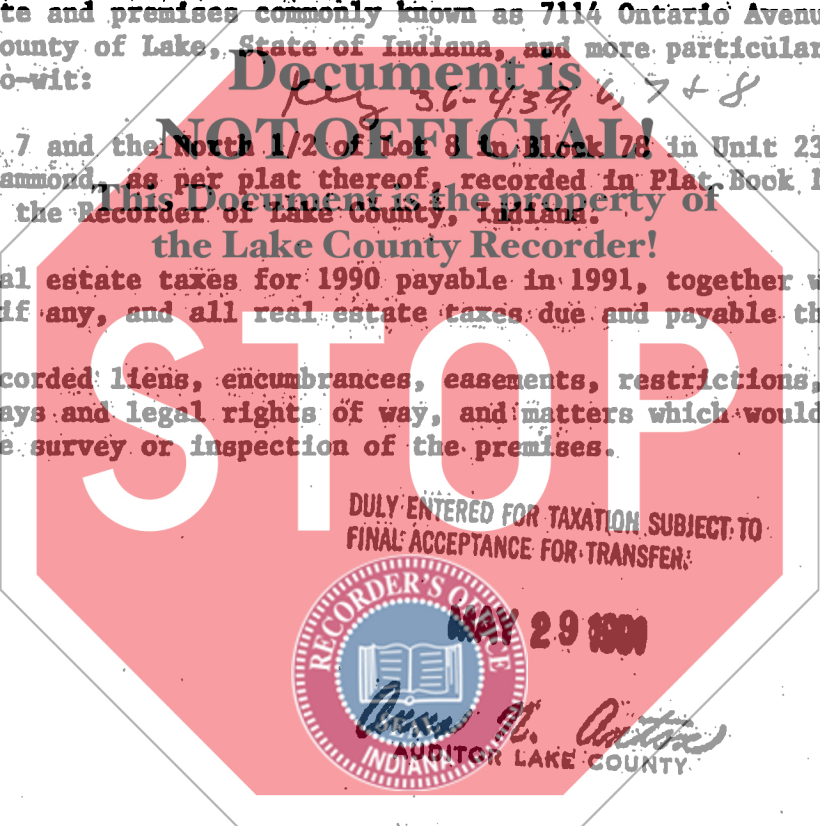 te and premises commonly known as 7114 Ontario Avenu
ounty of Lake, State of Indiana, and more particular
o-wit:
Document is
Key 36-439, 6, 7 + 8
NOT OFFICIAL!
7 and the North 1/2 of Lot 8 in Block 78 in Unit 23
ammond, as per plat thereof, recorded in Plat Book
This Document is the property of
the Recorder of Lake County, Indiana.
the Lake County Recorder!
al estate taxes for 1990 payable in 1991, together w
if any, and all real estate taxes due and payable th
STOP
corded liens, encumbrances, easements, restrictions,
ays and legal rights of way, and matters which would
e survey or inspection of the premises.
DULY ENTERED FOR TAXATION SUBJECT TO
FINAL ACCEPTANCE FOR TRANSFER.
RECORDER'S OFFICE
MAY 29 1991
SEAL
INDIANA
AUDITOR LAKE COUNTY